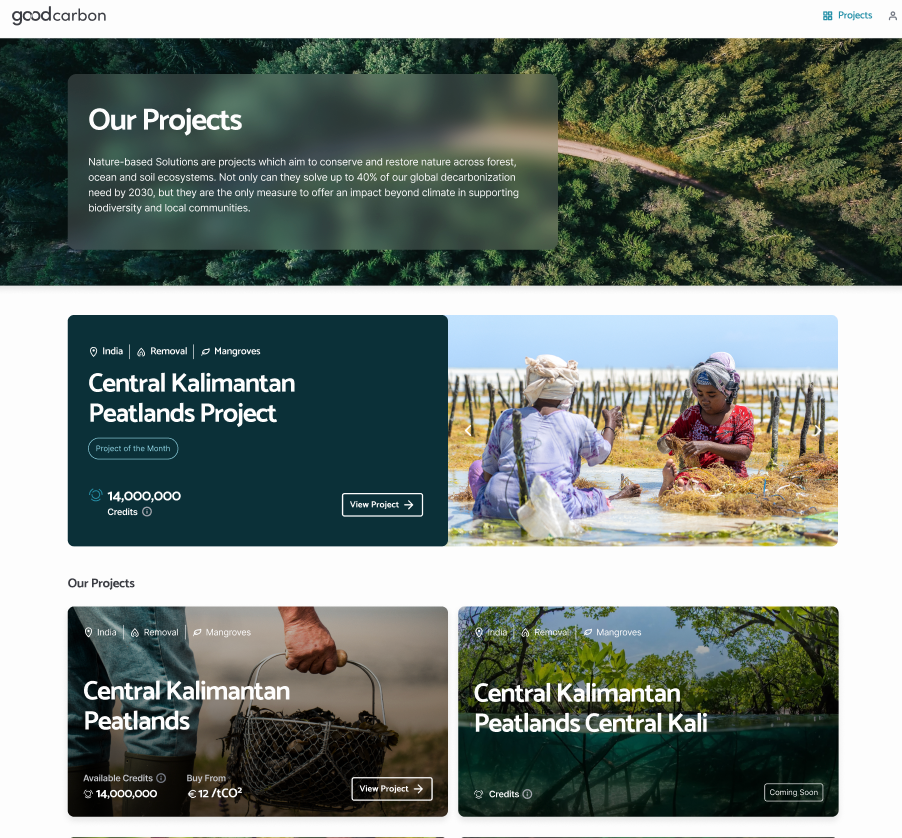 goodcarbon
Projects
Our Projects
Nature-based Solutions are projects which aim to conserve and restore nature across forest,
ocean and soil ecosystems. Not only can they solve up to 40% of our global decarbonization
need by 2030, but they are the only measure to offer an impact beyond climate in supporting
biodiversity and local communities.
India | Removal | Mangroves
Central Kalimantan
Peatlands Project
Project of the Month
14,000,000
Credits
View Project
Our Projects
India | Removal | Mangroves
Central Kalimantan
Peatlands
Available Credits
14,000,000
Buy From
€ 12 /tCO²
View Project
India | Removal | Mangroves
Central Kalimantan
Peatlands Central Kali
Credits
Coming Soon